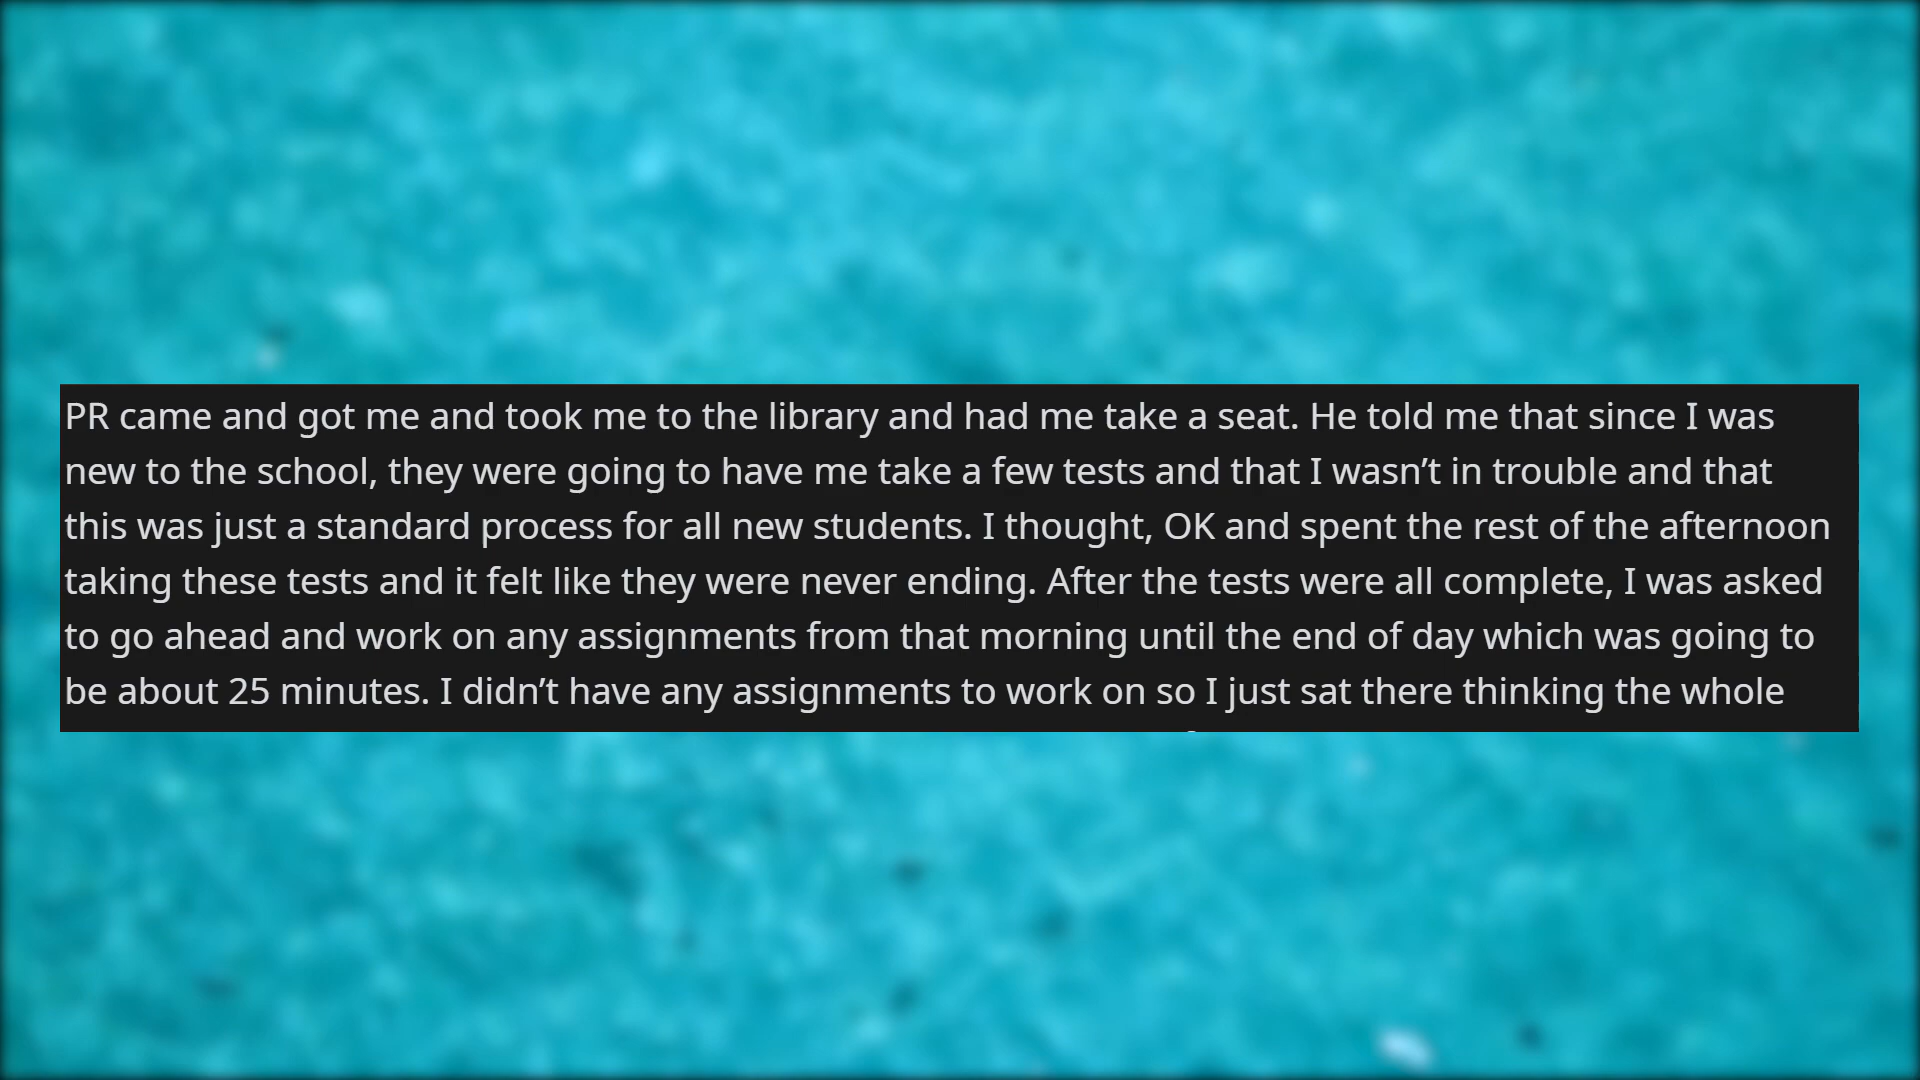 PR came and got me and took me to the library and had me take a seat. He told me that since I was
new to the school, they were going to have me take a few tests and that I wasn’t in trouble and that
this was just a standard process for all new students. I thought, OK and spent the rest of the afternoon
taking these tests and it felt like they were never ending. After the tests were all complete, I was asked
to go ahead and work on any assignments from that morning until the end of day which was going to
be about 25 minutes. I didn’t have any assignments to work on so I just sat there thinking the whole